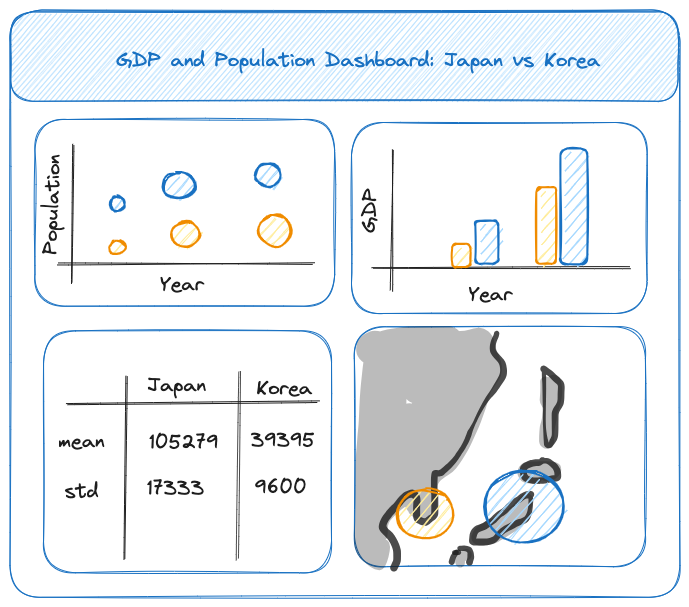 GDP and Population Dashboard: Japan vs Korea
Population
Year
GDP
Year
Japan Korea
mean 105279 39395
std 17333 9600